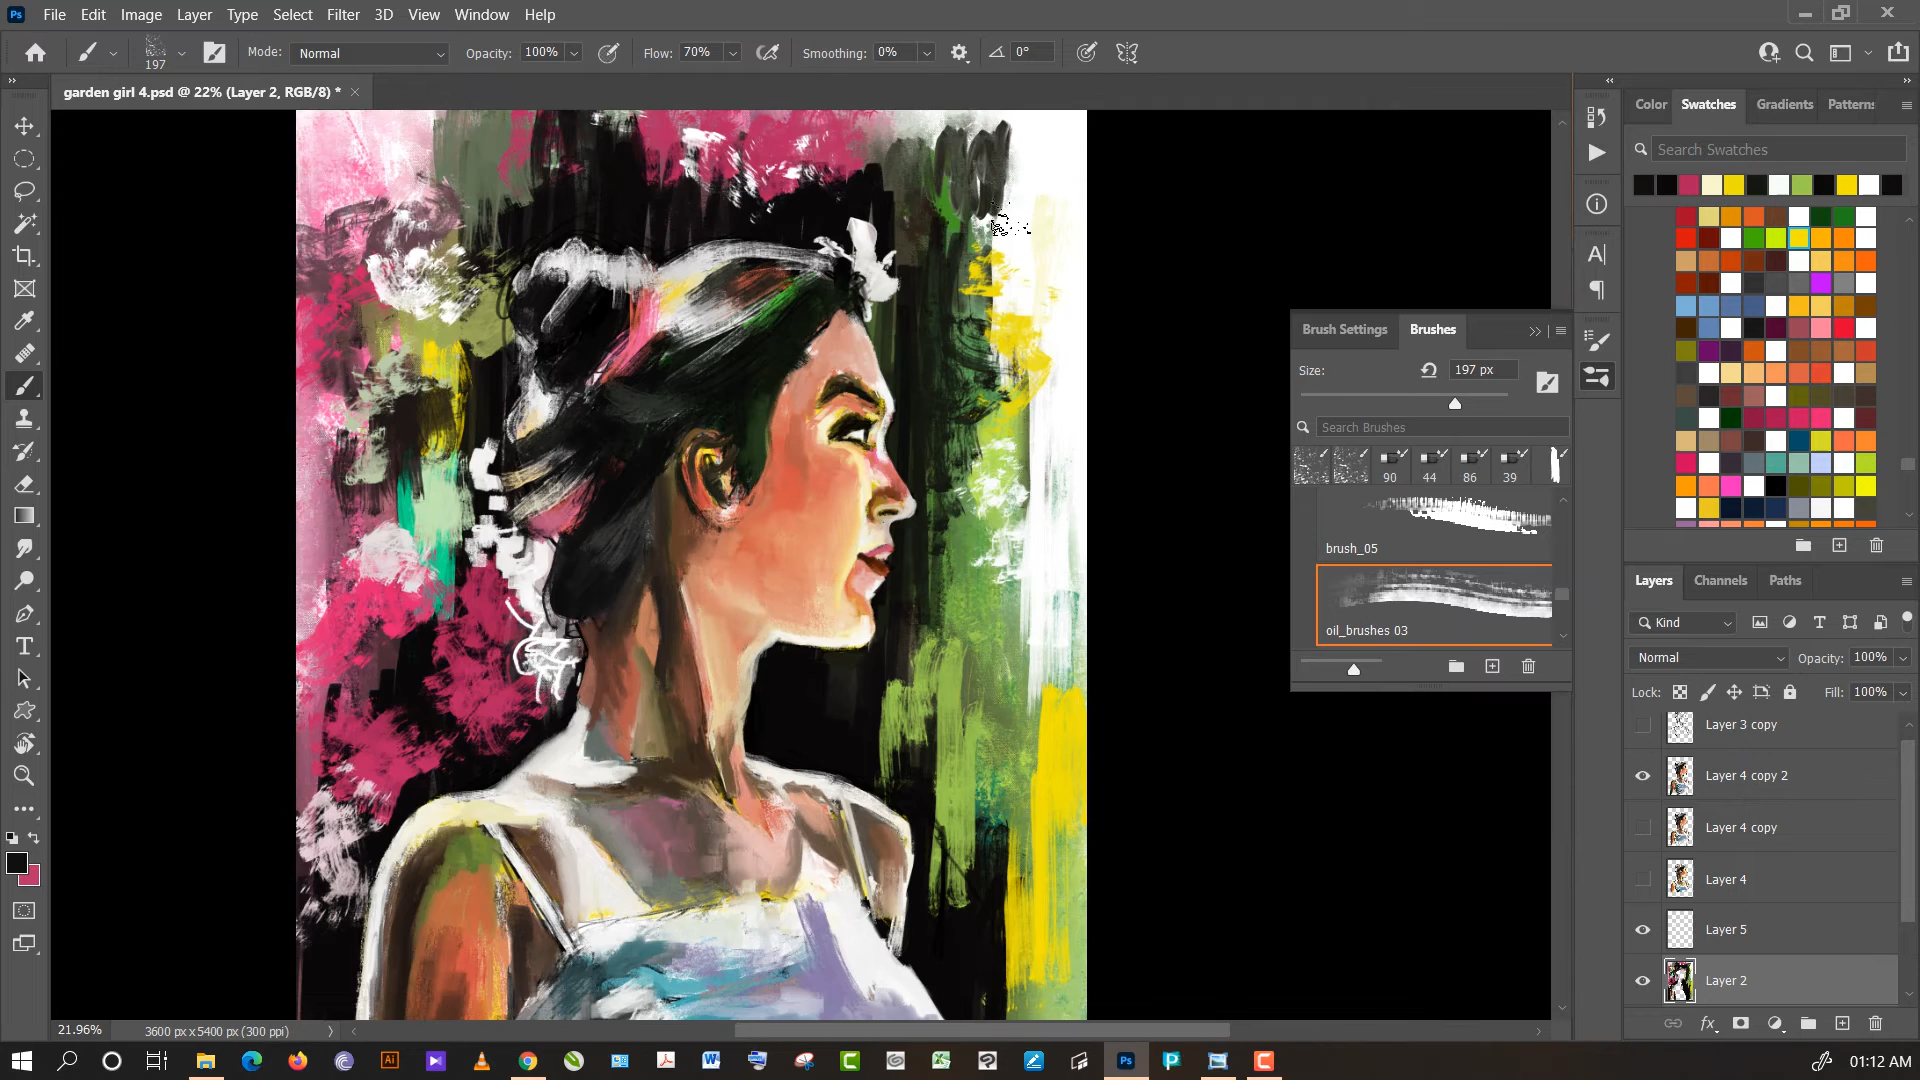 Ps File Edit Image Layer Type Select Filter 3D View Window Help
197 Mode: Normal Opacity: 100% Flow: 70% Smoothing: 0% 0°
garden girl 4.psd @ 22% (Layer 2, RGB/8) *
Color Swatches Gradients Patterns
Search Swatches
Brush Settings Brushes
Size: 197 px
Search Brushes
90 44 86 39
brush_05
oil_brushes 03
Layers Channels Paths
Kind
Normal Opacity: 100%
Lock: Fill: 100%
Layer 3 copy
Layer 4 copy 2
Layer 4 copy
Layer 4
Layer 5
Layer 2
fx
21.96% 3600 px x 5400 px (300 ppi)
Ai Ps
01:12 AM